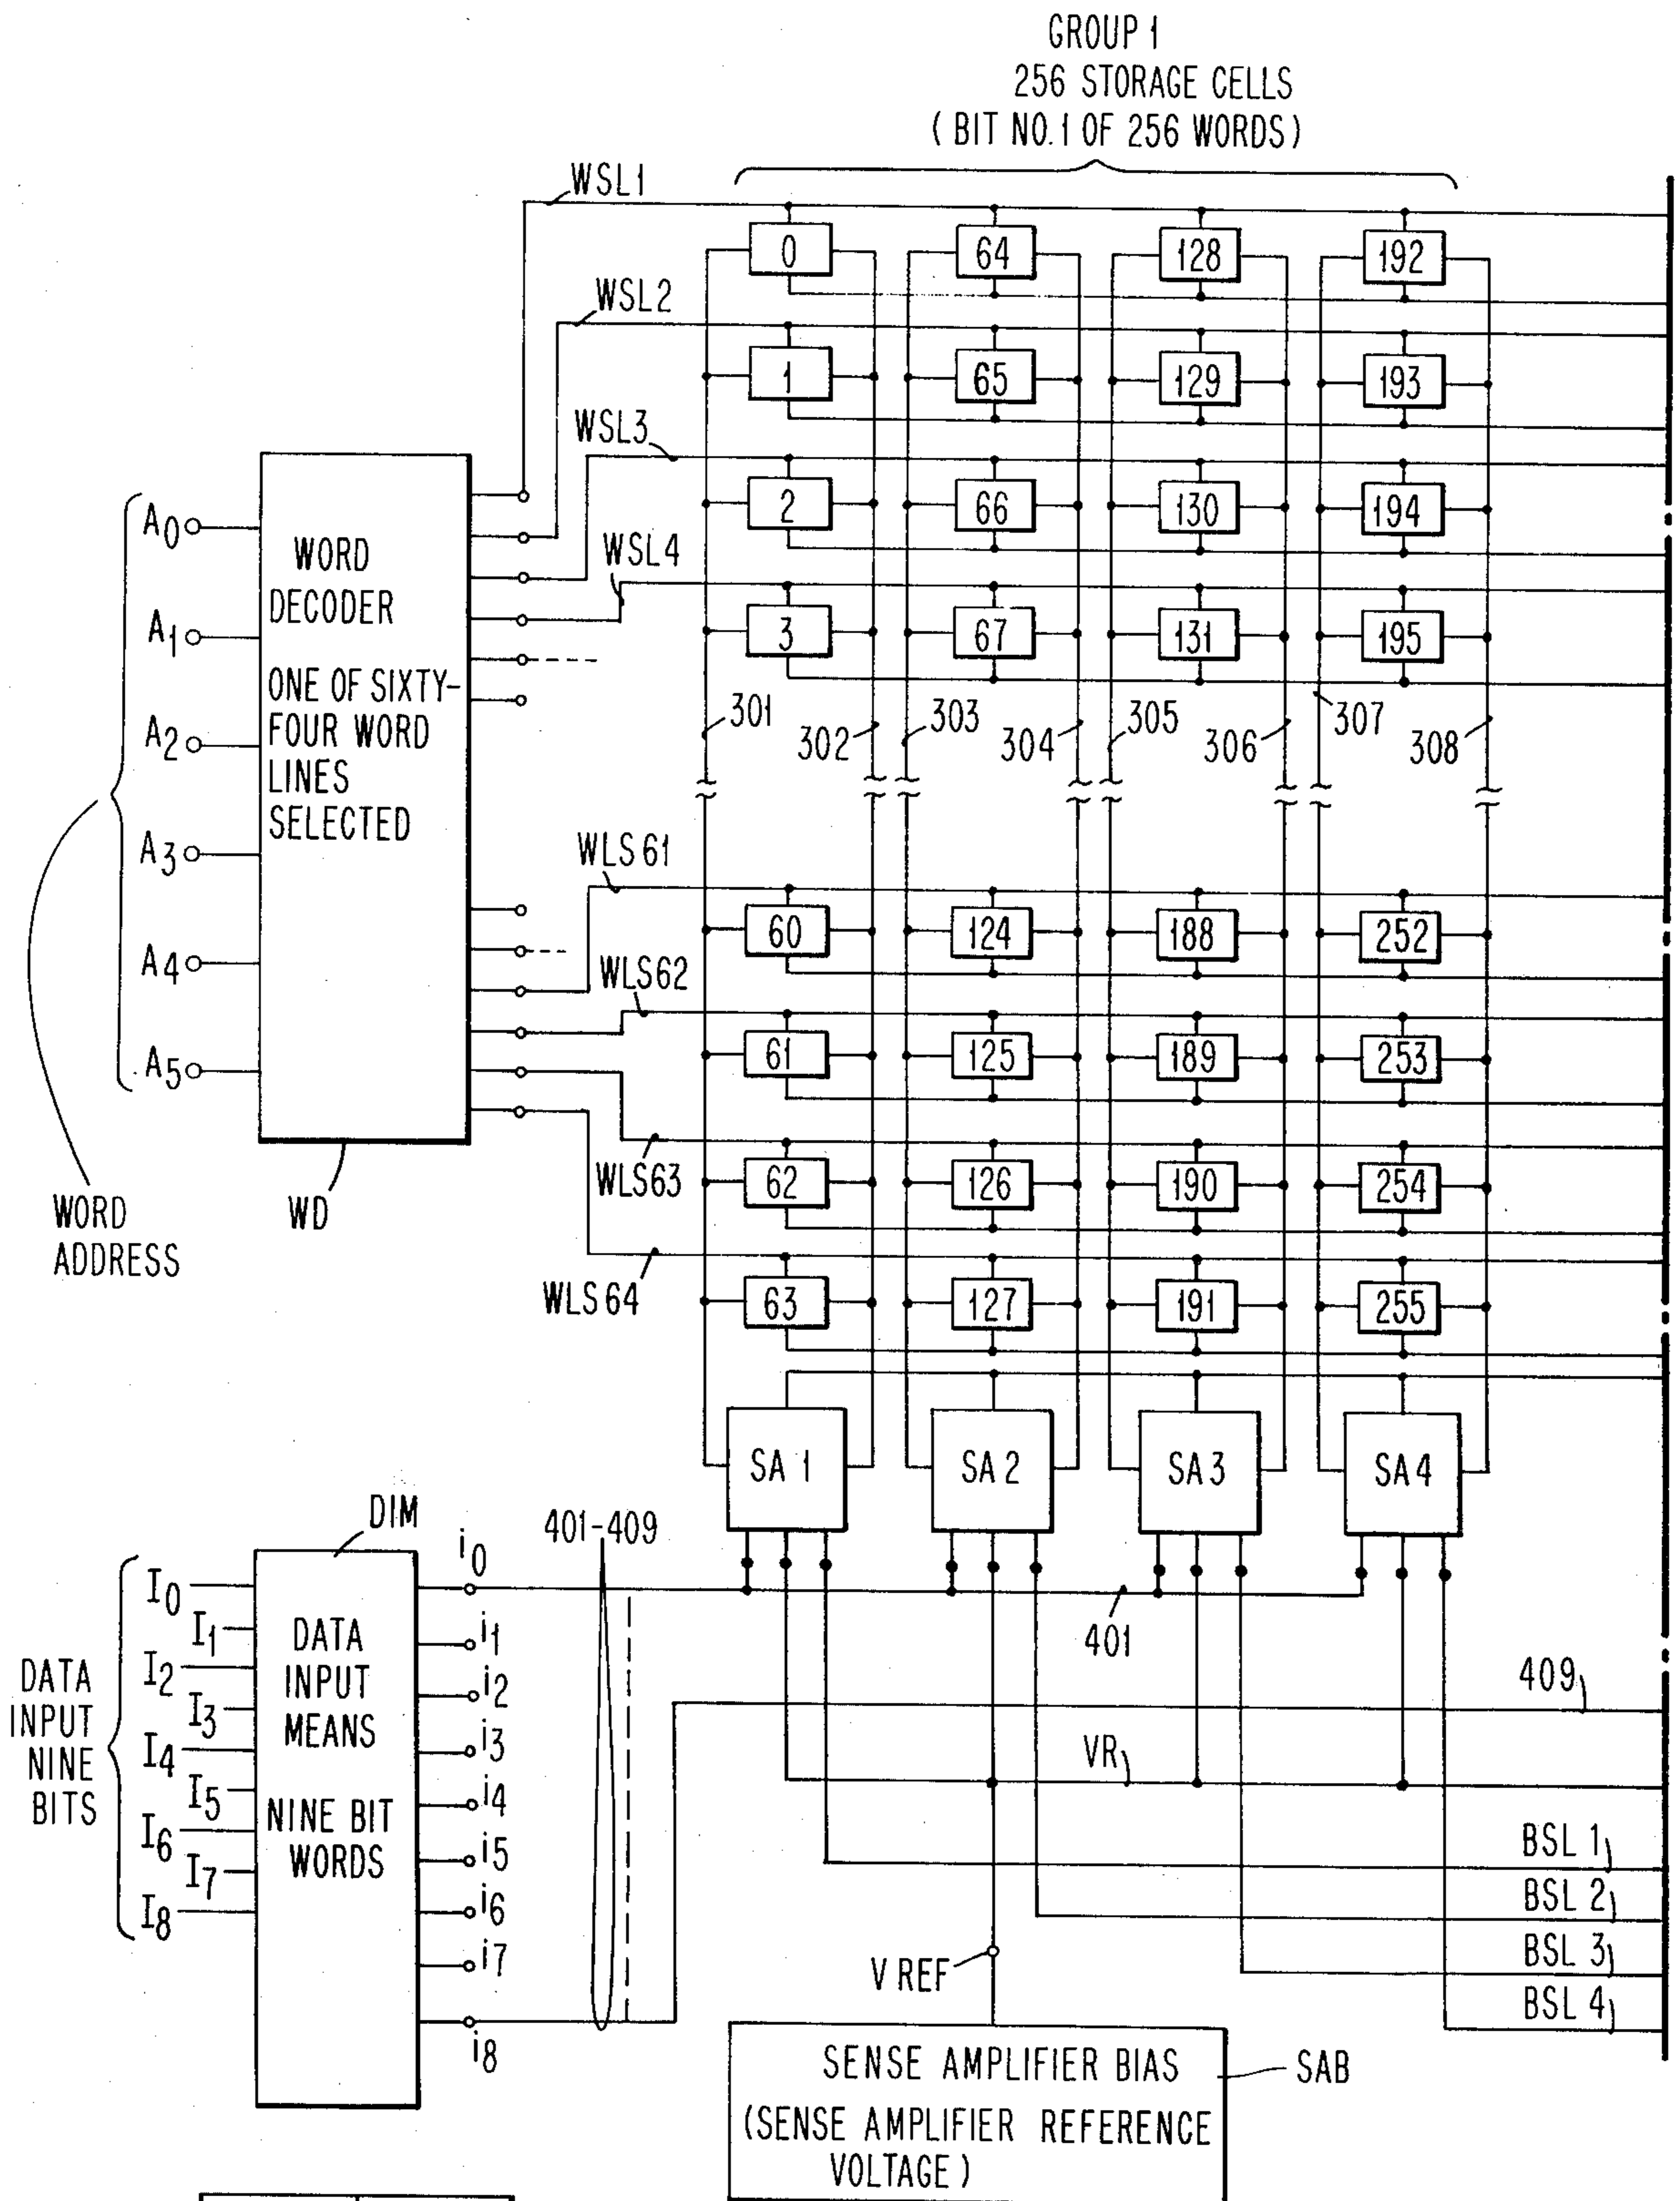 GROUP 1
256 STORAGE CELLS
(BIT NO.1 OF 256 WORDS)
WSL1
0 64 128 192
WSL2
1 65 129 193
WSL3
2 66 130 194
WSL4
3 67 131 195
301 302 303 304 305 306 307 308
A0
A1
A2
A3
A4
A5
WORD
DECODER
ONE OF SIXTY-
FOUR WORD
LINES
SELECTED
WORD
ADDRESS
WD
WLS61
60 124 188 252
WLS62
61 125 189 253
WLS63
62 126 190 254
WLS64
63 127 191 255
SA 1 SA 2 SA 3 SA 4
DIM
401-409
401
409
DATA
INPUT
NINE
BITS
I0
I1
I2
I3
I4
I5
I6
I7
I8
DATA
INPUT
MEANS
NINE BIT
WORDS
i0
i1
i2
i3
i4
i5
i6
i7
i8
VR
BSL 1
BSL 2
BSL 3
BSL 4
V REF
SENSE AMPLIFIER BIAS
(SENSE AMPLIFIER REFERENCE
VOLTAGE)
SAB